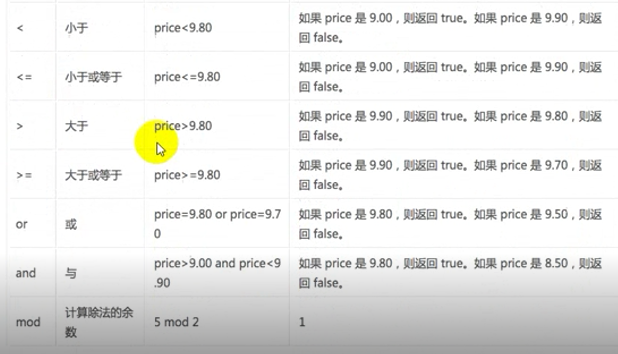 < 小于 price<9.80 如果 price 是 9.00，则返回 true。如果 price 是 9.90，则返
回 false。
<= 小于或等于 price<=9.80 如果 price 是 9.00，则返回 true。如果 price 是 9.90，则返
回 false。
> 大于 price>9.80 如果 price 是 9.90，则返回 true。如果 price 是 9.80，则返
回 false。
>= 大于或等于 price>=9.80 如果 price 是 9.90，则返回 true。如果 price 是 9.70，则返
回 false。
or 或 price=9.80 or price=9.7
0
如果 price 是 9.80，则返回 true。如果 price 是 9.50，则返
回 false。
and 与 price>9.00 and price<9
.90
如果 price 是 9.80，则返回 true。如果 price 是 8.50，则返
回 false。
mod 计算除法的余
数
5 mod 2 1